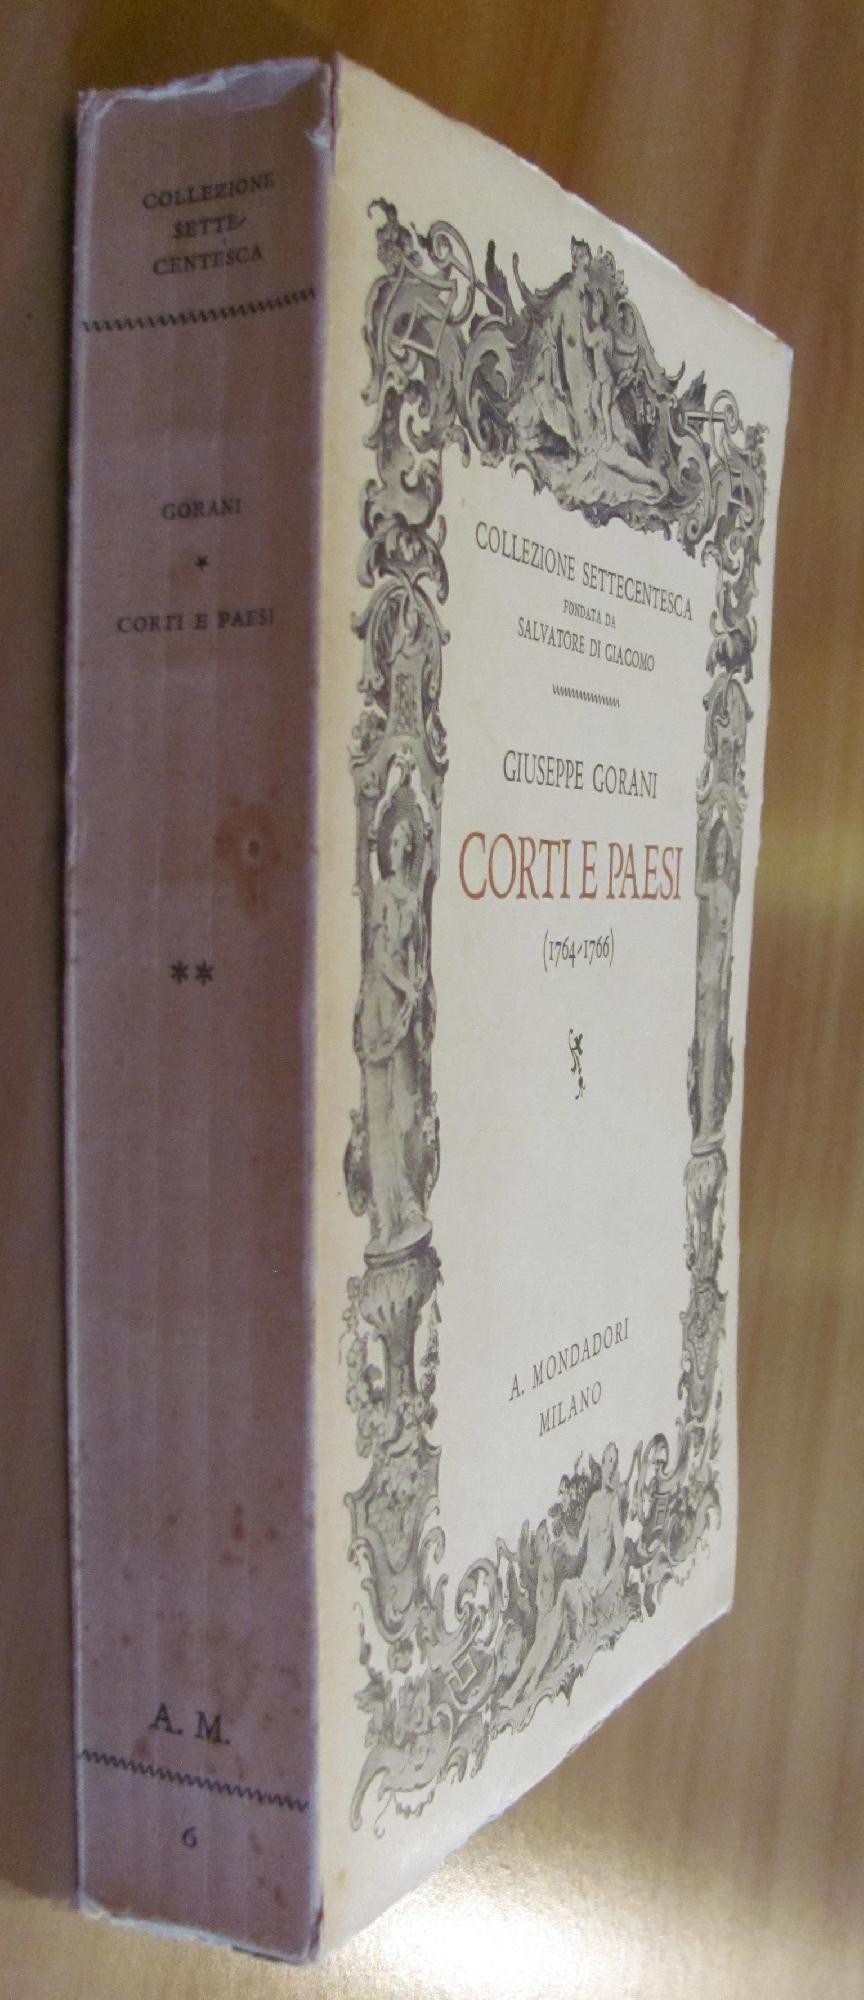 COLLEZIONE
SETTE-
CENTESCA
GORANI
*
CORTI E PAESI
**
A. M.
6
COLLEZIONE SETTECENTESCA
FONDATA DA
SALVATORE DI GIACOMO
GIUSEPPE GORANI
CORTI E PAESI
(1764-1766)
A. MONDADORI
MILANO